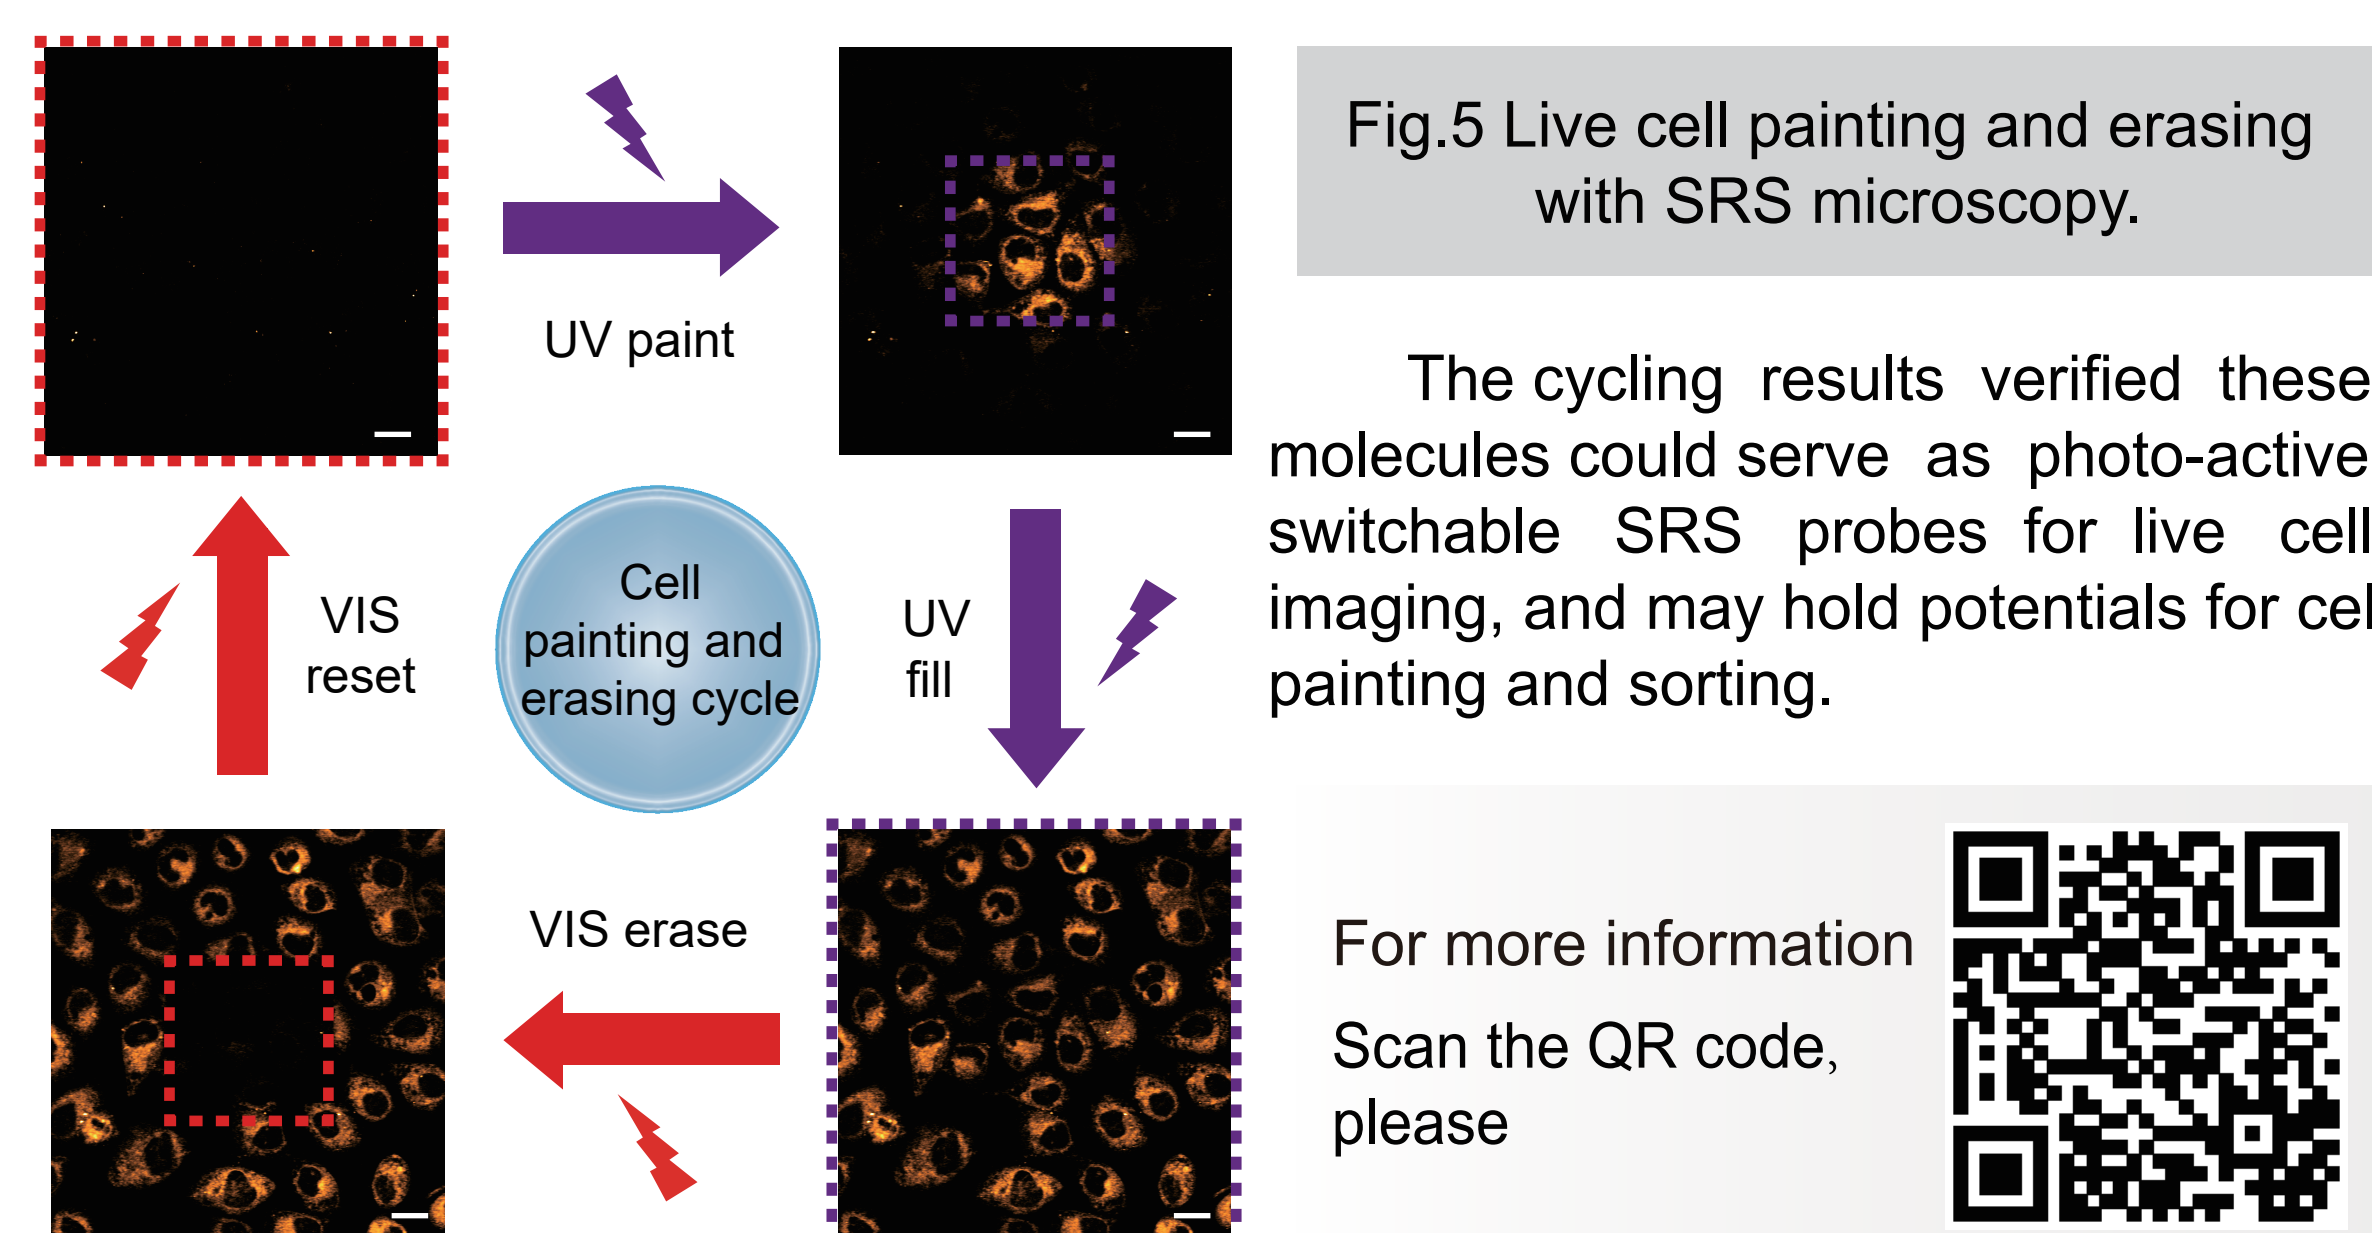 UV paint
Cell
painting and
erasing cycle
VIS
reset
UV
fill
VIS erase
Fig.5 Live cell painting and erasing
with SRS microscopy.
The cycling results verified these
molecules could serve as photo-active
switchable SRS probes for live cell
imaging, and may hold potentials for cel
painting and sorting.
For more information
Scan the QR code,
please